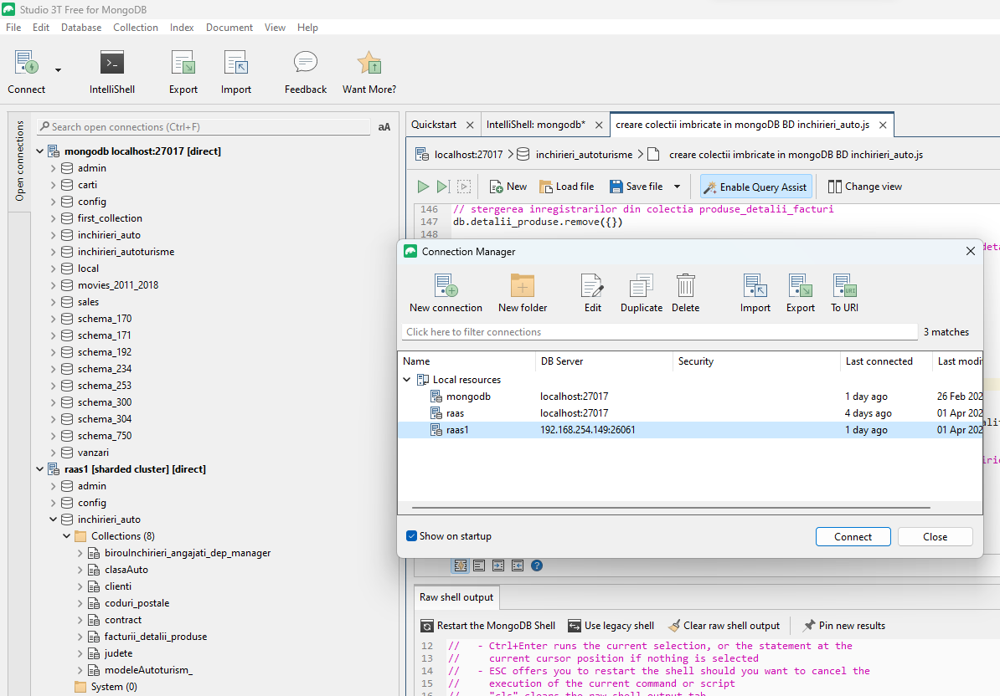 Studio 3T Free for MongoDB
File Edit Database Collection Index Document View Help
Connect IntelliShell Export Import Feedback Want More?
Open connections
Search open connections (Ctrl+F) aA
mongodb localhost:27017 [direct]
admin
carti
config
first_collection
inchirieri_auto
inchirieri_autoturisme
local
movies_2011_2018
sales
schema_170
schema_171
schema_192
schema_234
schema_253
schema_300
schema_304
schema_750
vanzari
raas1 [sharded cluster] [direct]
admin
config
inchirieri_auto
Collections (8)
birouInchirieri_angajati_dep_manager
clasaAuto
clienti
coduri_postale
contract
facturii_detalii_produse
judete
modeleAutoturism_
System (0)
Quickstart IntelliShell: mongodb* creare colectii imbricate in mongoDB BD inchirieri_auto.js
localhost:27017 inchirieri_autoturisme creare colectii imbricate in mongoDB BD inchirieri_auto.js
New Load file Save file Enable Query Assist Change view
146 // stergerea inregistrarilor din colectia produse_detalii_facturi
147 db.detalii_produse.remove({})
148
Connection Manager
New connection New folder Edit Duplicate Delete Import Export To URI
Click here to filter connections 3 matches
Name DB Server Security Last connected Last modi
Local resources
mongodb localhost:27017 1 day ago 26 Feb 202
raas localhost:27017 4 days ago 01 Apr 202
raas1 192.168.254.149:26061 1 day ago 01 Apr 202
Show on startup Connect Close
Raw shell output
Restart the MongoDB Shell Use legacy shell Clear raw shell output Pin new results
12 // - Ctrl+Enter runs the current selection, or the statement at the
13 // current cursor position if nothing is selected
14 // - ESC offers you to restart the shell should you want to cancel the
15 // execution of the current command or script
16 // "cls" clears the raw shell output tab